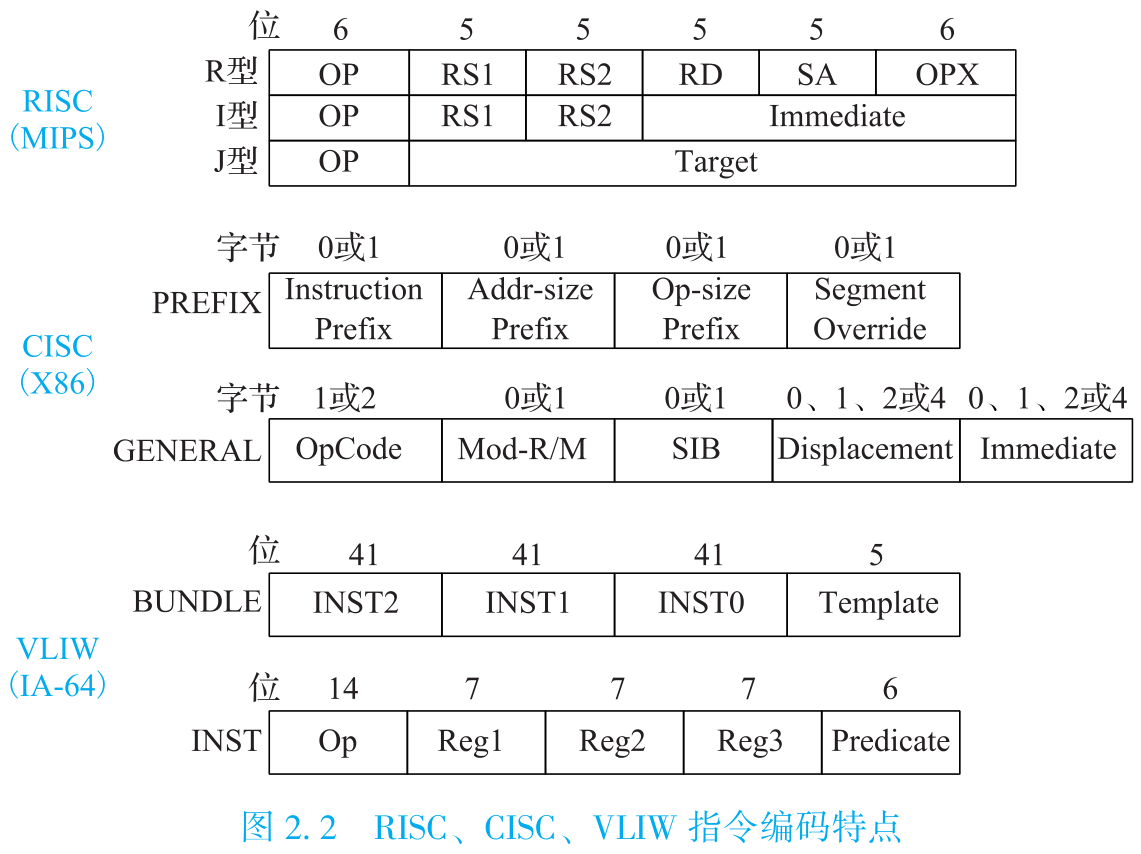 位 6 5 5 5 5 6
R型 OP RS1 RS2 RD SA OPX
RISC
(MIPS)
I型 OP RS1 RS2 Immediate
J型 OP Target
字节 0或1 0或1 0或1 0或1
PREFIX Instruction Prefix Addr-size Prefix Op-size Prefix Segment Override
CISC
(X86)
字节 1或2 0或1 0或1 0、1、2或4 0、1、2或4
GENERAL OpCode Mod-R/M SIB Displacement Immediate
位 41 41 41 5
BUNDLE INST2 INST1 INST0 Template
VLIW
(IA-64)
位 14 7 7 7 6
INST Op Reg1 Reg2 Reg3 Predicate
图 2.2 RISC、CISC、VLIW 指令编码特点